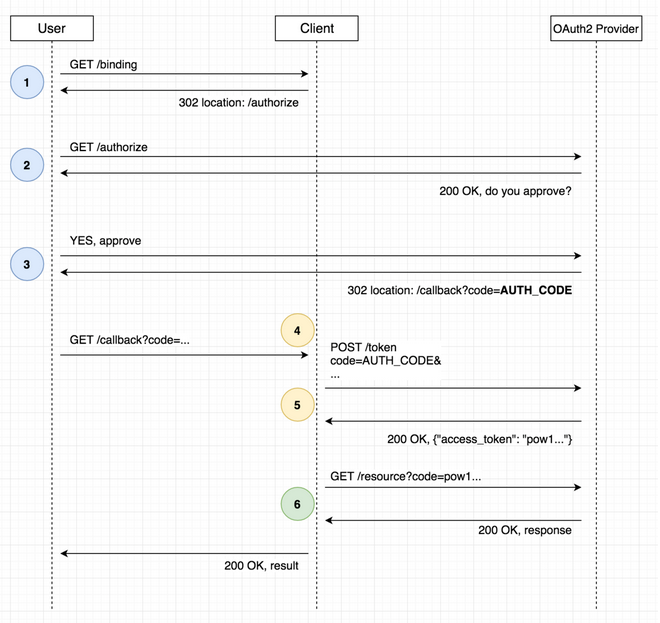 User
Client
OAuth2 Provider
GET /binding
1
302 location: /authorize
GET /authorize
2
200 OK, do you approve?
YES, approve
3
302 location: /callback?code=AUTH_CODE
4
GET /callback?code=...
POST /token
code=AUTH_CODE&
...
5
200 OK, {"access_token": "pow1..."}
GET /resource?code=pow1...
6
200 OK, response
200 OK, result